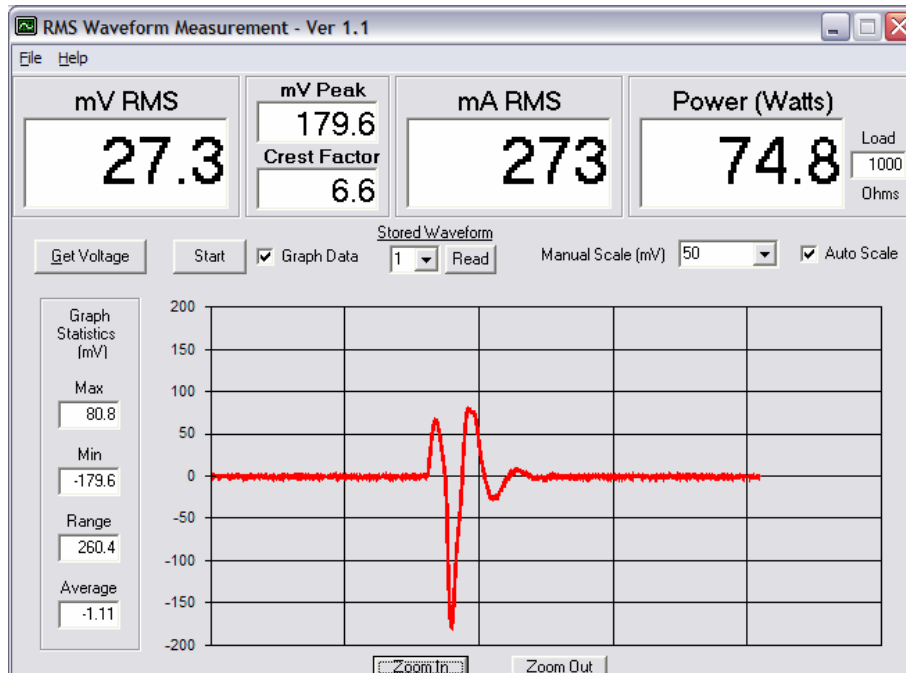 RMS Waveform Measurement - Ver 1.1
File Help
mV RMS
27.3
mV Peak
179.6
Crest Factor
6.6
mA RMS
273
Power (Watts)
74.8
Load
1000
Ohms
Get Voltage
Start
Graph Data
Stored Waveform
1
Read
Manual Scale (mV)
50
Auto Scale
Graph
Statistics
(mV)
Max
80.8
Min
-179.6
Range
260.4
Average
-1.11
200
150
100
50
0
-50
-100
-150
-200
Zoom In
Zoom Out